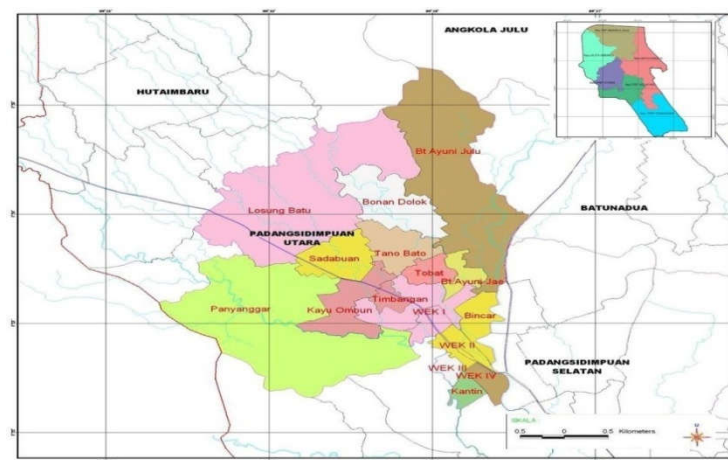 ANGKOLA JULU
HUTAIMBARU
Bt Ayuni Julu
Bonan Dolok
Losung Batu
BATUNADUA
PADANGSIDIMPUAN
UTARA
Tano Bato
Sadabuan
Tobat
Bt Ayuni Jae
Timbangan
Panyanggar
Kayu Ombun
WEK I
Bincar
WEK II
WEK III
WEK IV
PADANGSIDIMPUAN
SELATAN
Kantin
SKALA
0.5 0 0.5 Kilometers